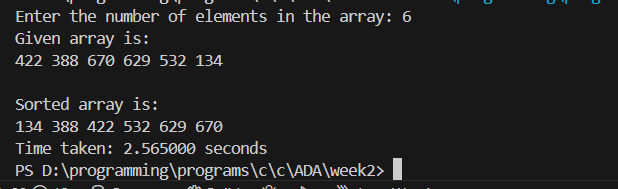 Enter the number of elements in the array: 6
Given array is:
422 388 670 629 532 134
Sorted array is:
134 388 422 532 629 670
Time taken: 2.565000 seconds
PS D:\programming\programs\c\c\ADA\week2>